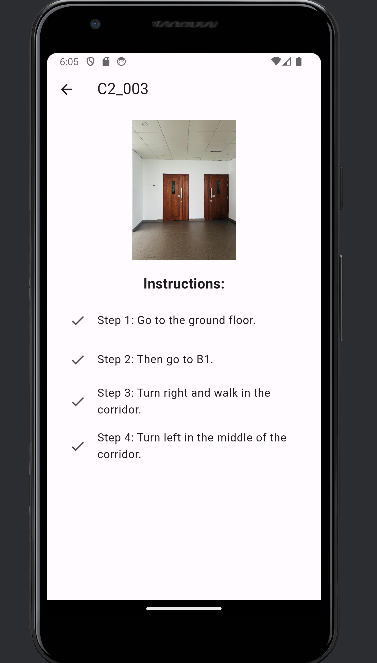 6:05
C2_003
Instructions:
Step 1: Go to the ground floor.
Step 2: Then go to B1.
Step 3: Turn right and walk in the
corridor.
Step 4: Turn left in the middle of the
corridor.